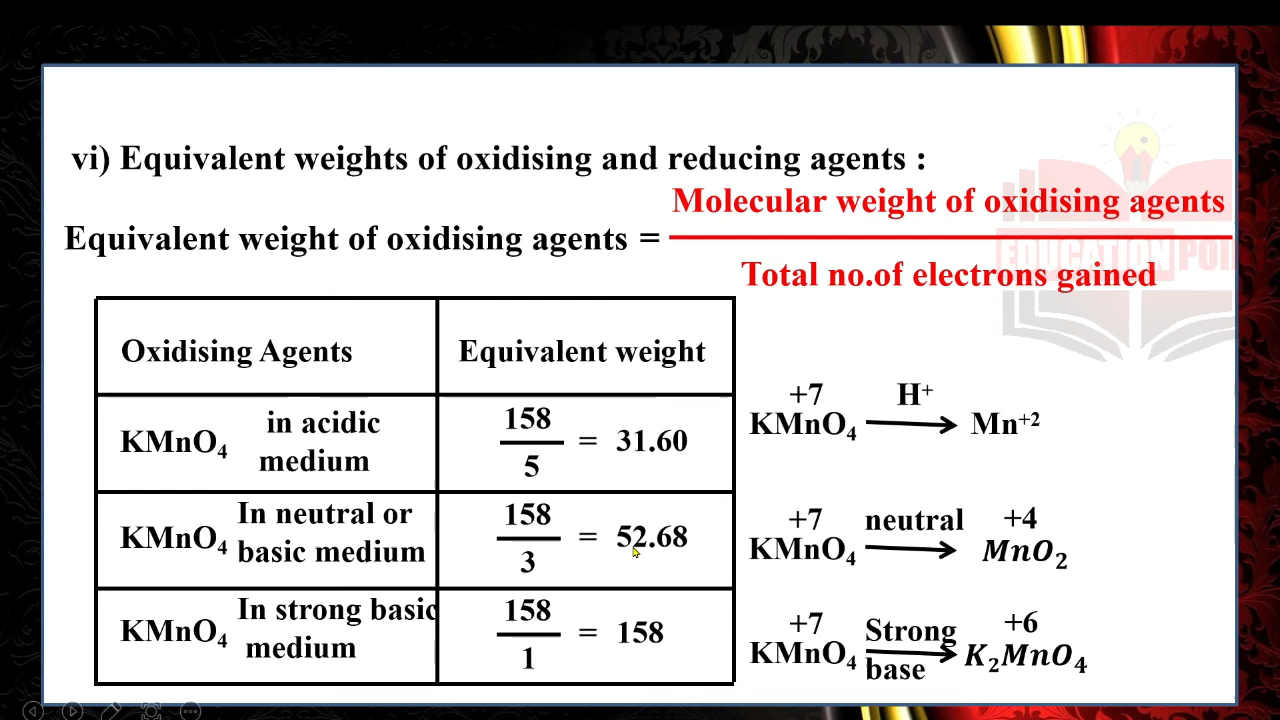 vi) Equivalent weights of oxidising and reducing agents :
Equivalent weight of oxidising agents = Molecular weight of oxidising agents
Total no.of electrons gained
EDUCATION POI
Oxidising Agents Equivalent weight
KMnO₄ in acidic medium 158/5 = 31.60
KMnO₄ In neutral or basic medium 158/3 = 52.68
KMnO₄ In strong basic medium 158/1 = 158
+7 H⁺
KMnO₄ → Mn⁺²
+7 neutral +4
KMnO₄ → MnO₂
+7 Strong +6
KMnO₄ → K₂MnO₄
base